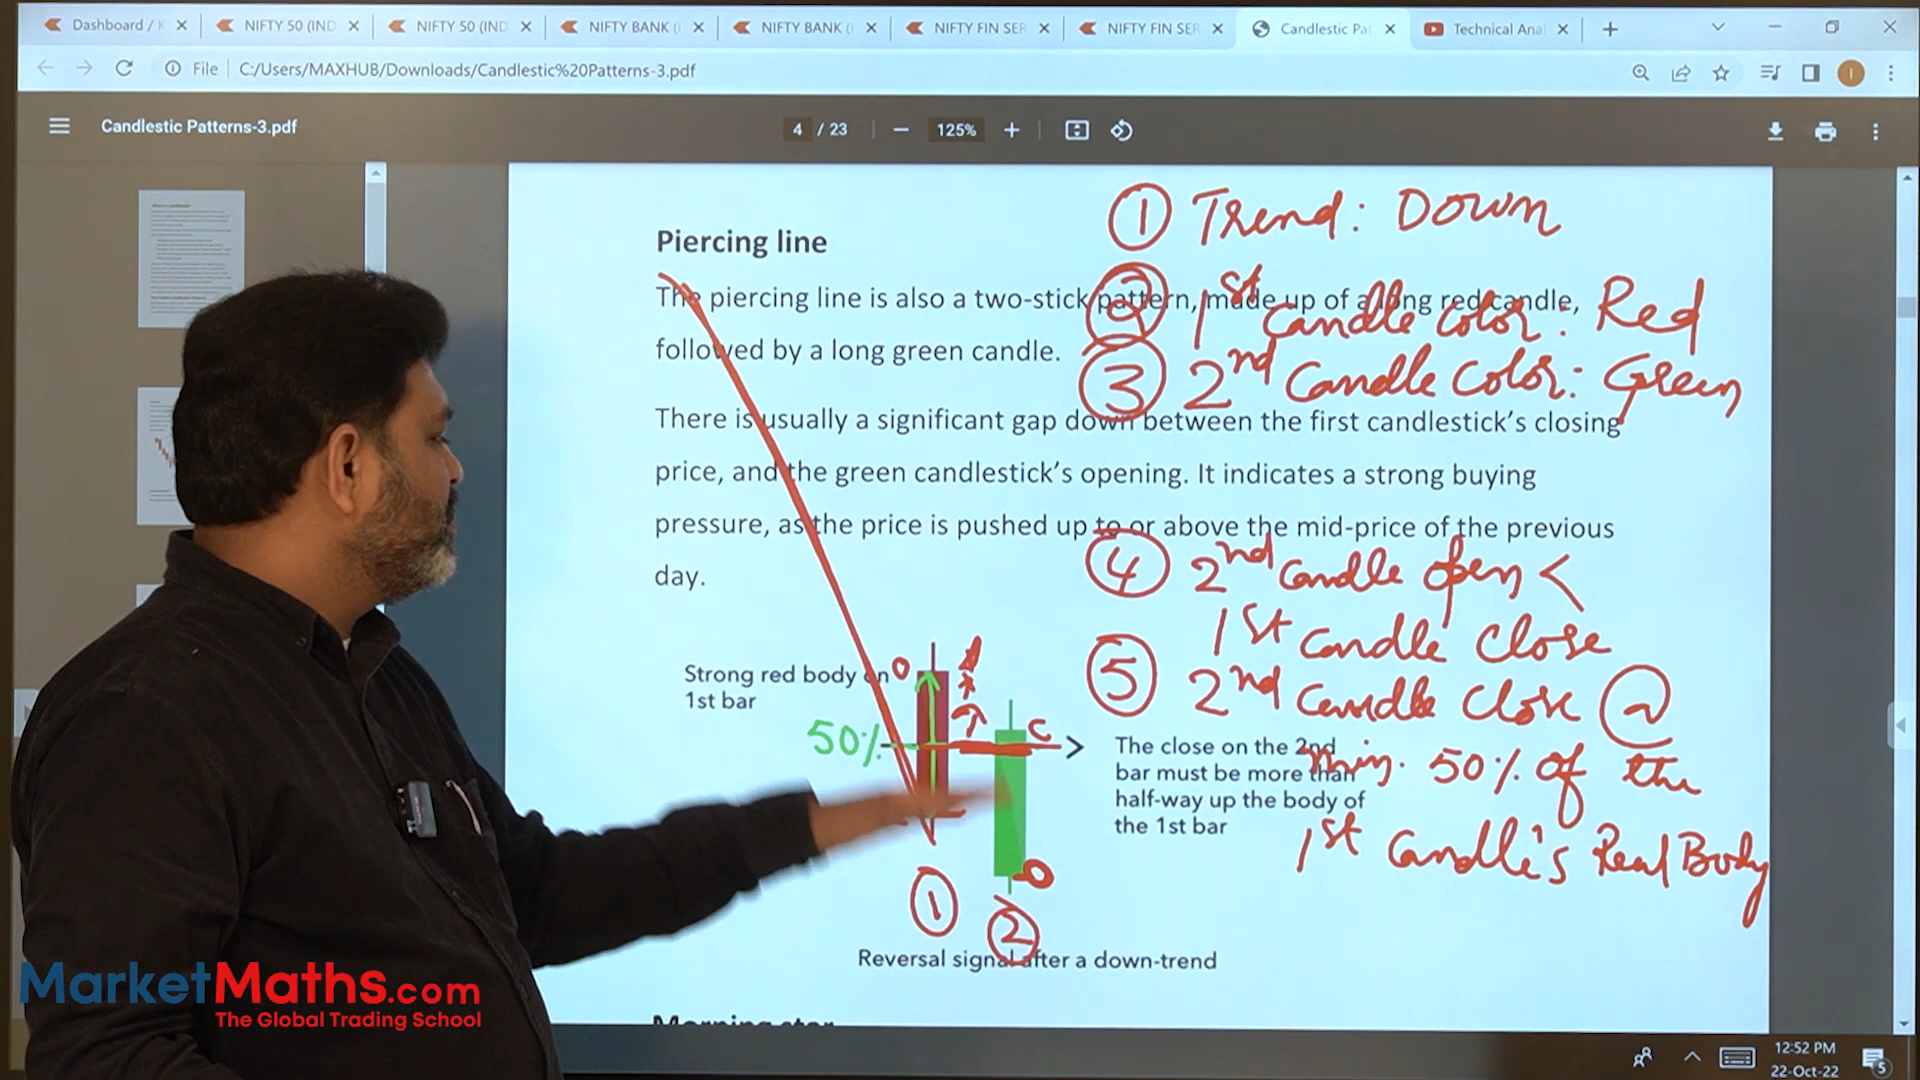 Dashboard / K
NIFTY 50 (IND
NIFTY 50 (IND
NIFTY BANK (
NIFTY BANK (
NIFTY FIN SER
NIFTY FIN SER
Candlestic Pat
Technical Anal
File C:/Users/MAXHUB/Downloads/Candlestic%20Patterns-3.pdf
Candlestic Patterns-3.pdf
4 / 23
125%
Piercing line
The piercing line is also a two-stick pattern, made up of a long red candle,
followed by a long green candle.
There is usually a significant gap down between the first candlestick's closing
price, and the green candlestick's opening. It indicates a strong buying
pressure, as the price is pushed up to or above the mid-price of the previous
day.
① Trend: Down
② 1st Candle Color: Red
③ 2nd Candle Color: Green
④ 2nd Candle Open <
1st Candle Close
⑤ 2nd Candle Close @
min. 50% of the
1st Candle's Real Body
Strong red body on
1st bar
O
50%
C
O
The close on the 2nd
bar must be more than
half-way up the body of
the 1st bar
① ②
Reversal signal after a down-trend
Morning star
MarketMaths.com
The Global Trading School
12:52 PM
22-Oct-22
5